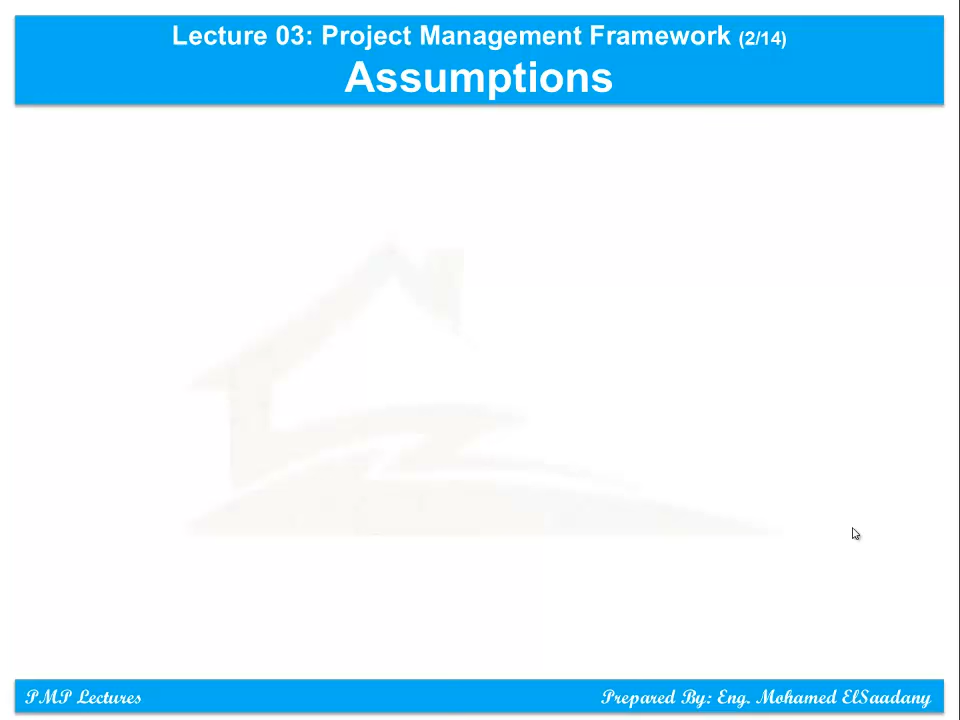 Lecture 03: Project Management Framework (2/14)
Assumptions
PMP Lectures
Prepared By: Eng. Mohamed ElSaadany